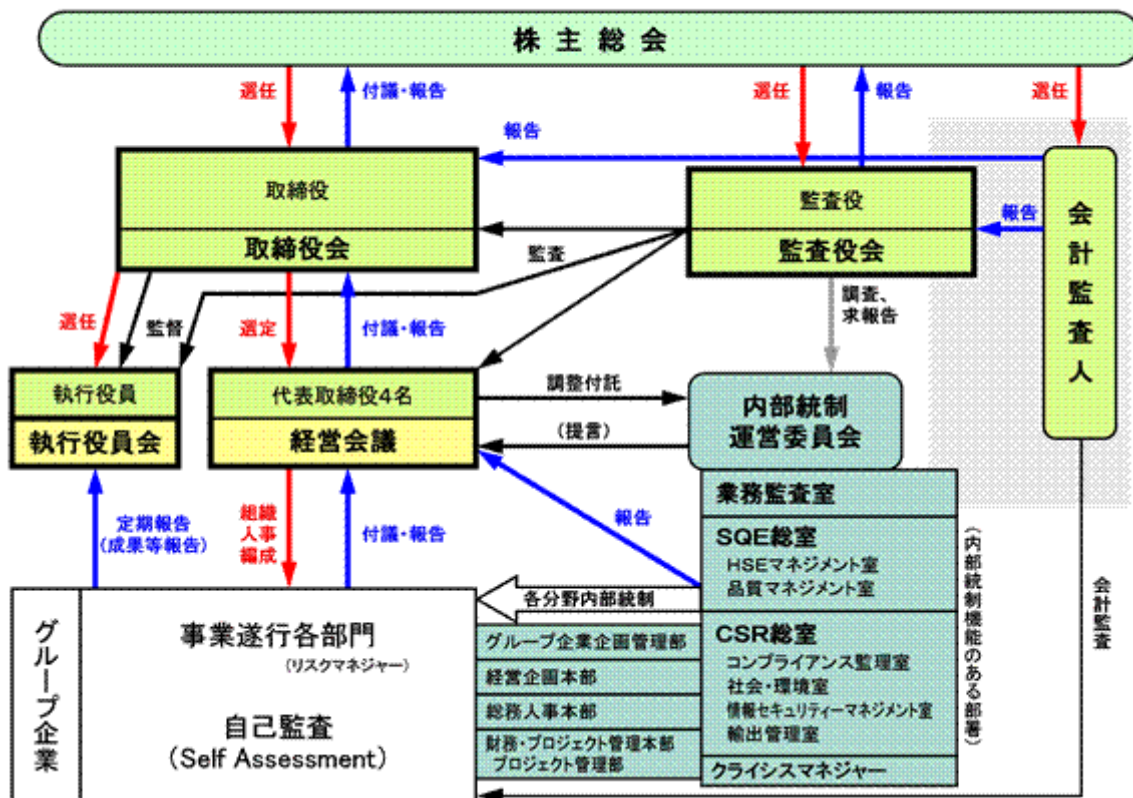 株主総会
選任
付議・報告
選任
報告
選任
報告
取締役
取締役会
監査役
監査役会
報告
会計監査人
監査
選任
監督
選定
付議・報告
調査、
求報告
執行役員
執行役員会
代表取締役4名
経営会議
調整付託
(提言)
内部統制
運営委員会
定期報告
(成果等報告)
組織
人事
編成
付議・報告
報告
業務監査室
SQE総室
HSEマネジメント室
品質マネジメント室
(内部統制機能のある部署)
会計監査
各分野内部統制
グループ企業
事業遂行各部門
(リスクマネジャー)
自己監査
(Self Assessment)
グループ企業企画管理部
経営企画本部
総務人事本部
財務・プロジェクト管理本部
プロジェクト管理部
CSR総室
コンプライアンス監理室
社会・環境室
情報セキュリティーマネジメント室
輸出管理室
クライシスマネジャー